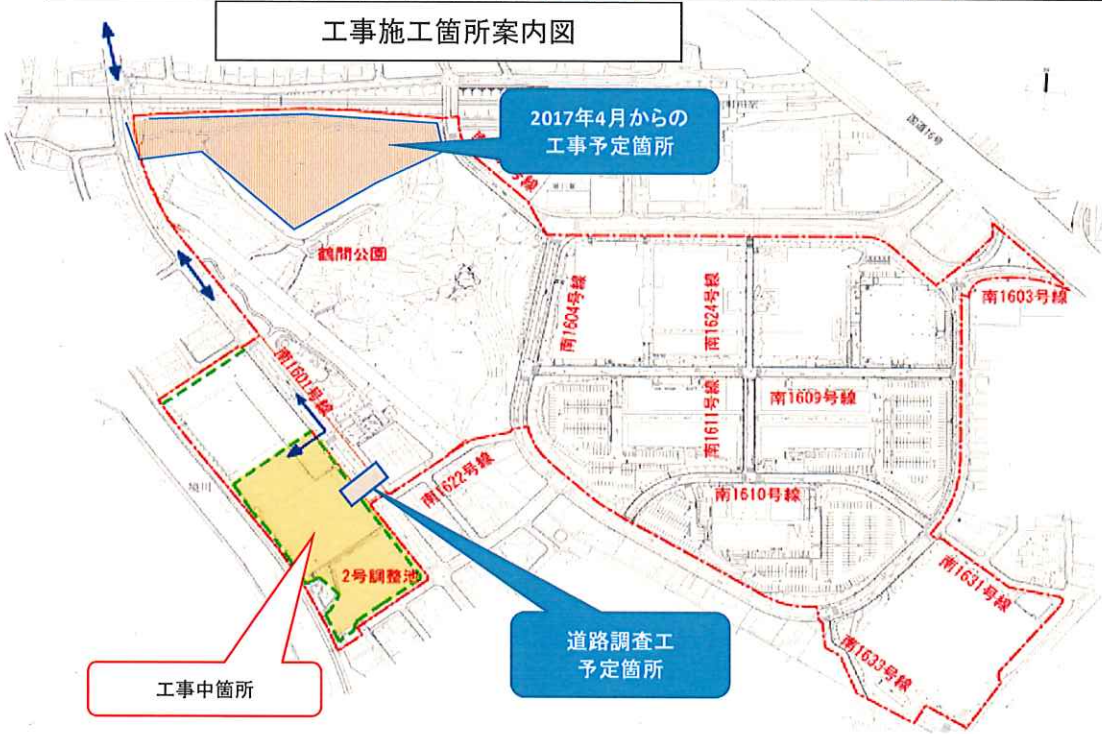 工事施工箇所案内図
2017年4月からの
工事予定箇所
国道16号
号線
鶴間公園
南1603号線
南1604号線
南1624号線
南1601号線
南1611号線
南1609号線
境川
南1622号線
南1610号線
2号調整池
南1631号線
道路調査工
予定箇所
南1633号線
工事中箇所